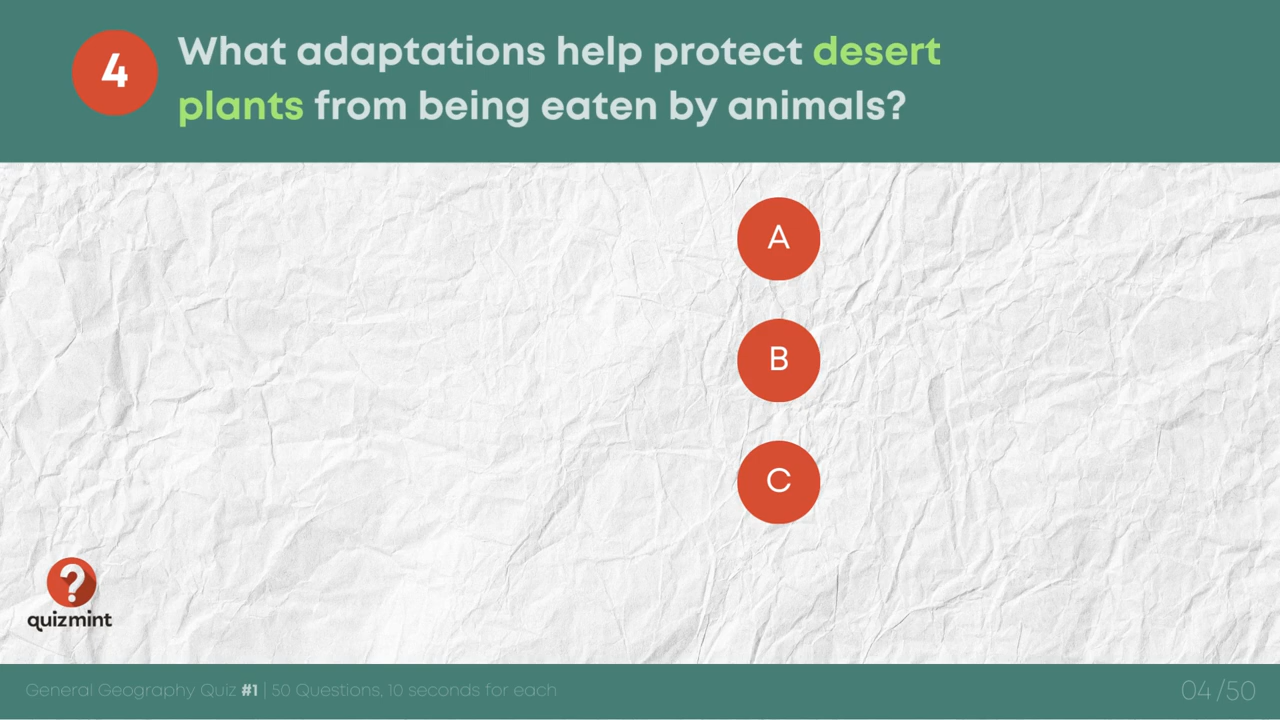 4
What adaptations help protect desert
plants from being eaten by animals?
A
B
C
?
quizmint
General Geography Quiz #1 | 50 Questions, 10 seconds for each
04/50